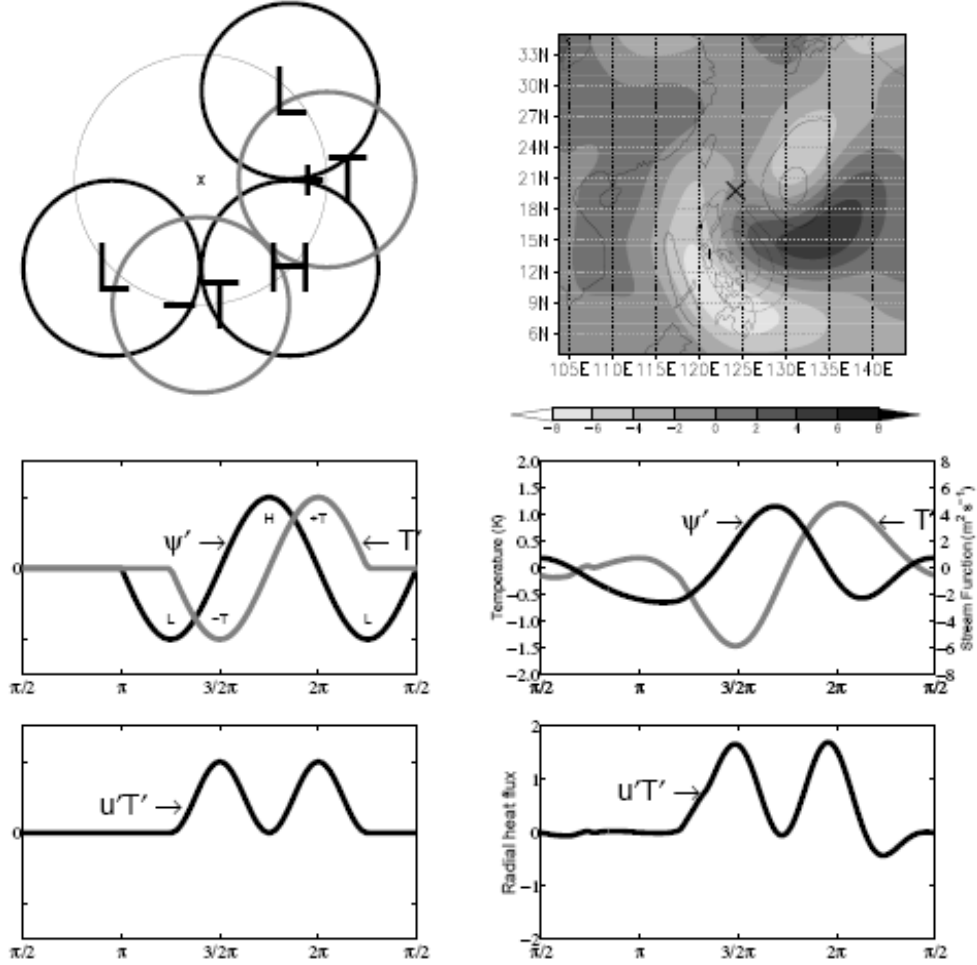 L
+T
x
H
L
-T
33N
30N
27N
24N
21N
18N
15N
12N
9N
6N
105E 110E 115E 120E 125E 130E 135E 140E
-8 -6 -4 -2 0 2 4 6 8
0
ψ'
H
+T
T'
L
-T
L
π/2 π 3/2π 2π π/2
Temperature (K)
2.0
1.5
1.0
0.5
0
-0.5
-1.0
-1.5
-2.0
ψ'
T'
8
6
4
2
0
-2
-4
-6
-8
Stream Function (m² s⁻¹)
π/2 π 3/2π 2π π/2
0
u'T'
π/2 π 3/2π 2π π/2
Radial heat flux
2
1
0
-1
-2
u'T'
π/2 π 3/2π 2π π/2